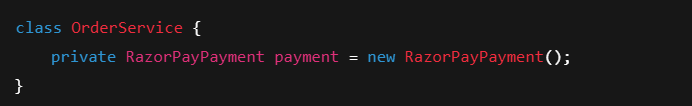 class OrderService {
    private RazorPayPayment payment = new RazorPayPayment();
}